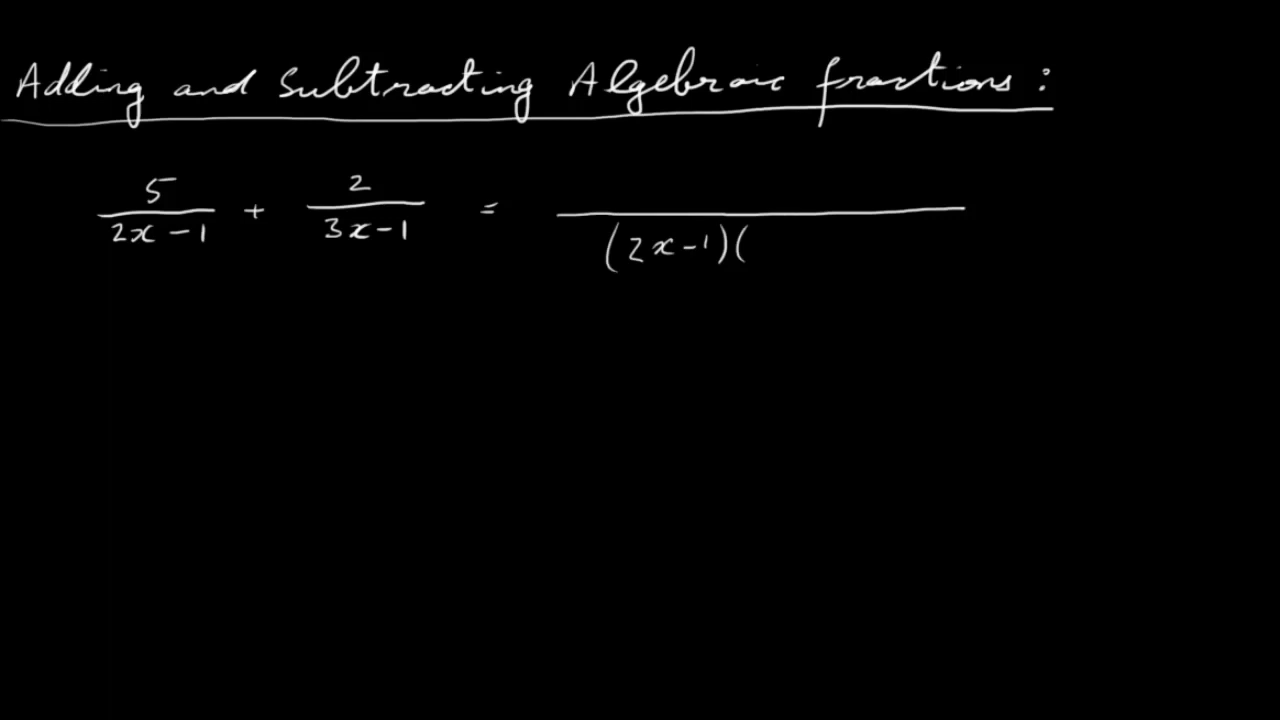 Adding and Subtracting Algebraic fractions :
5/(2x - 1) + 2/(3x - 1) = /((2x - 1)(